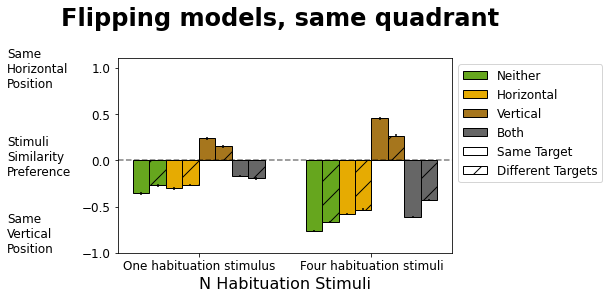 Flipping models, same quadrant
Same
Horizontal
Position
Stimuli
Similarity
Preference
Same
Vertical
Position
1.0
0.5
0.0
−0.5
−1.0
One habituation stimulus
Four habituation stimuli
N Habituation Stimuli
Neither
Horizontal
Vertical
Both
Same Target
Different Targets